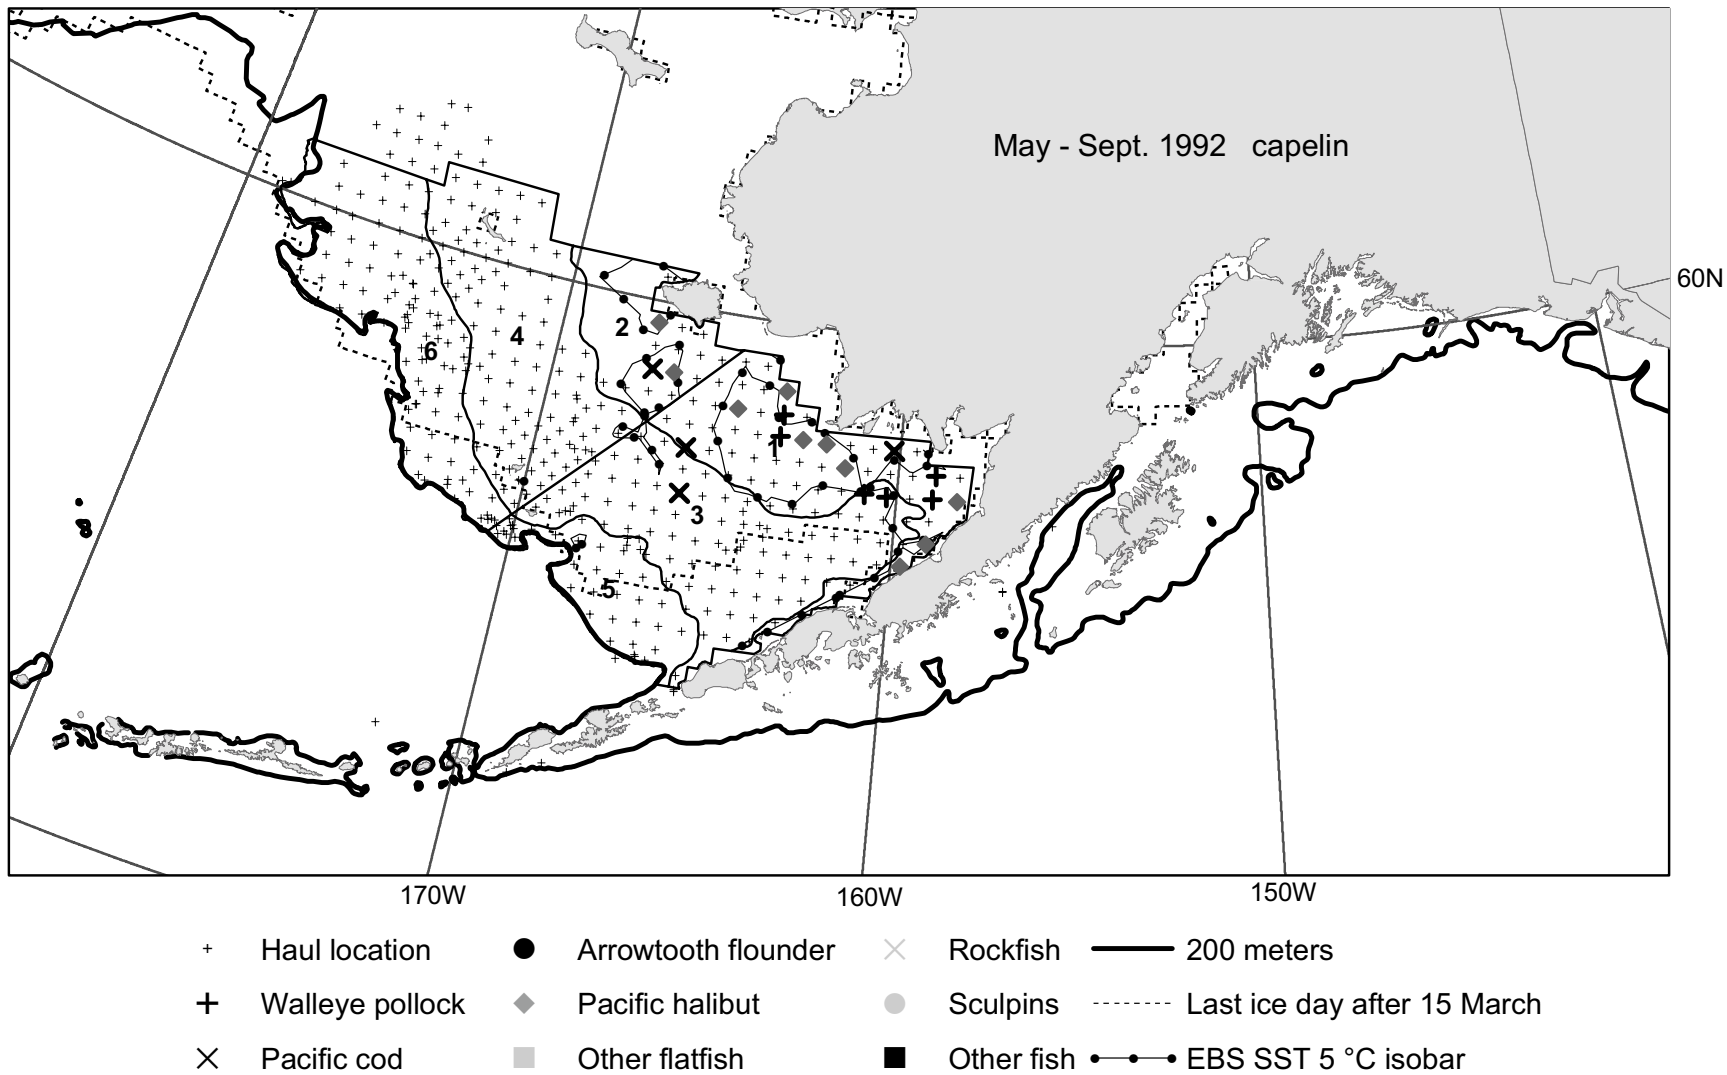 May - Sept. 1992 capelin
60N
2
4
6
3
5
170W
160W
150W
Haul location
Arrowtooth flounder
Rockfish
200 meters
Walleye pollock
Pacific halibut
Sculpins
Last ice day after 15 March
Pacific cod
Other flatfish
Other fish
EBS SST 5 °C isobar